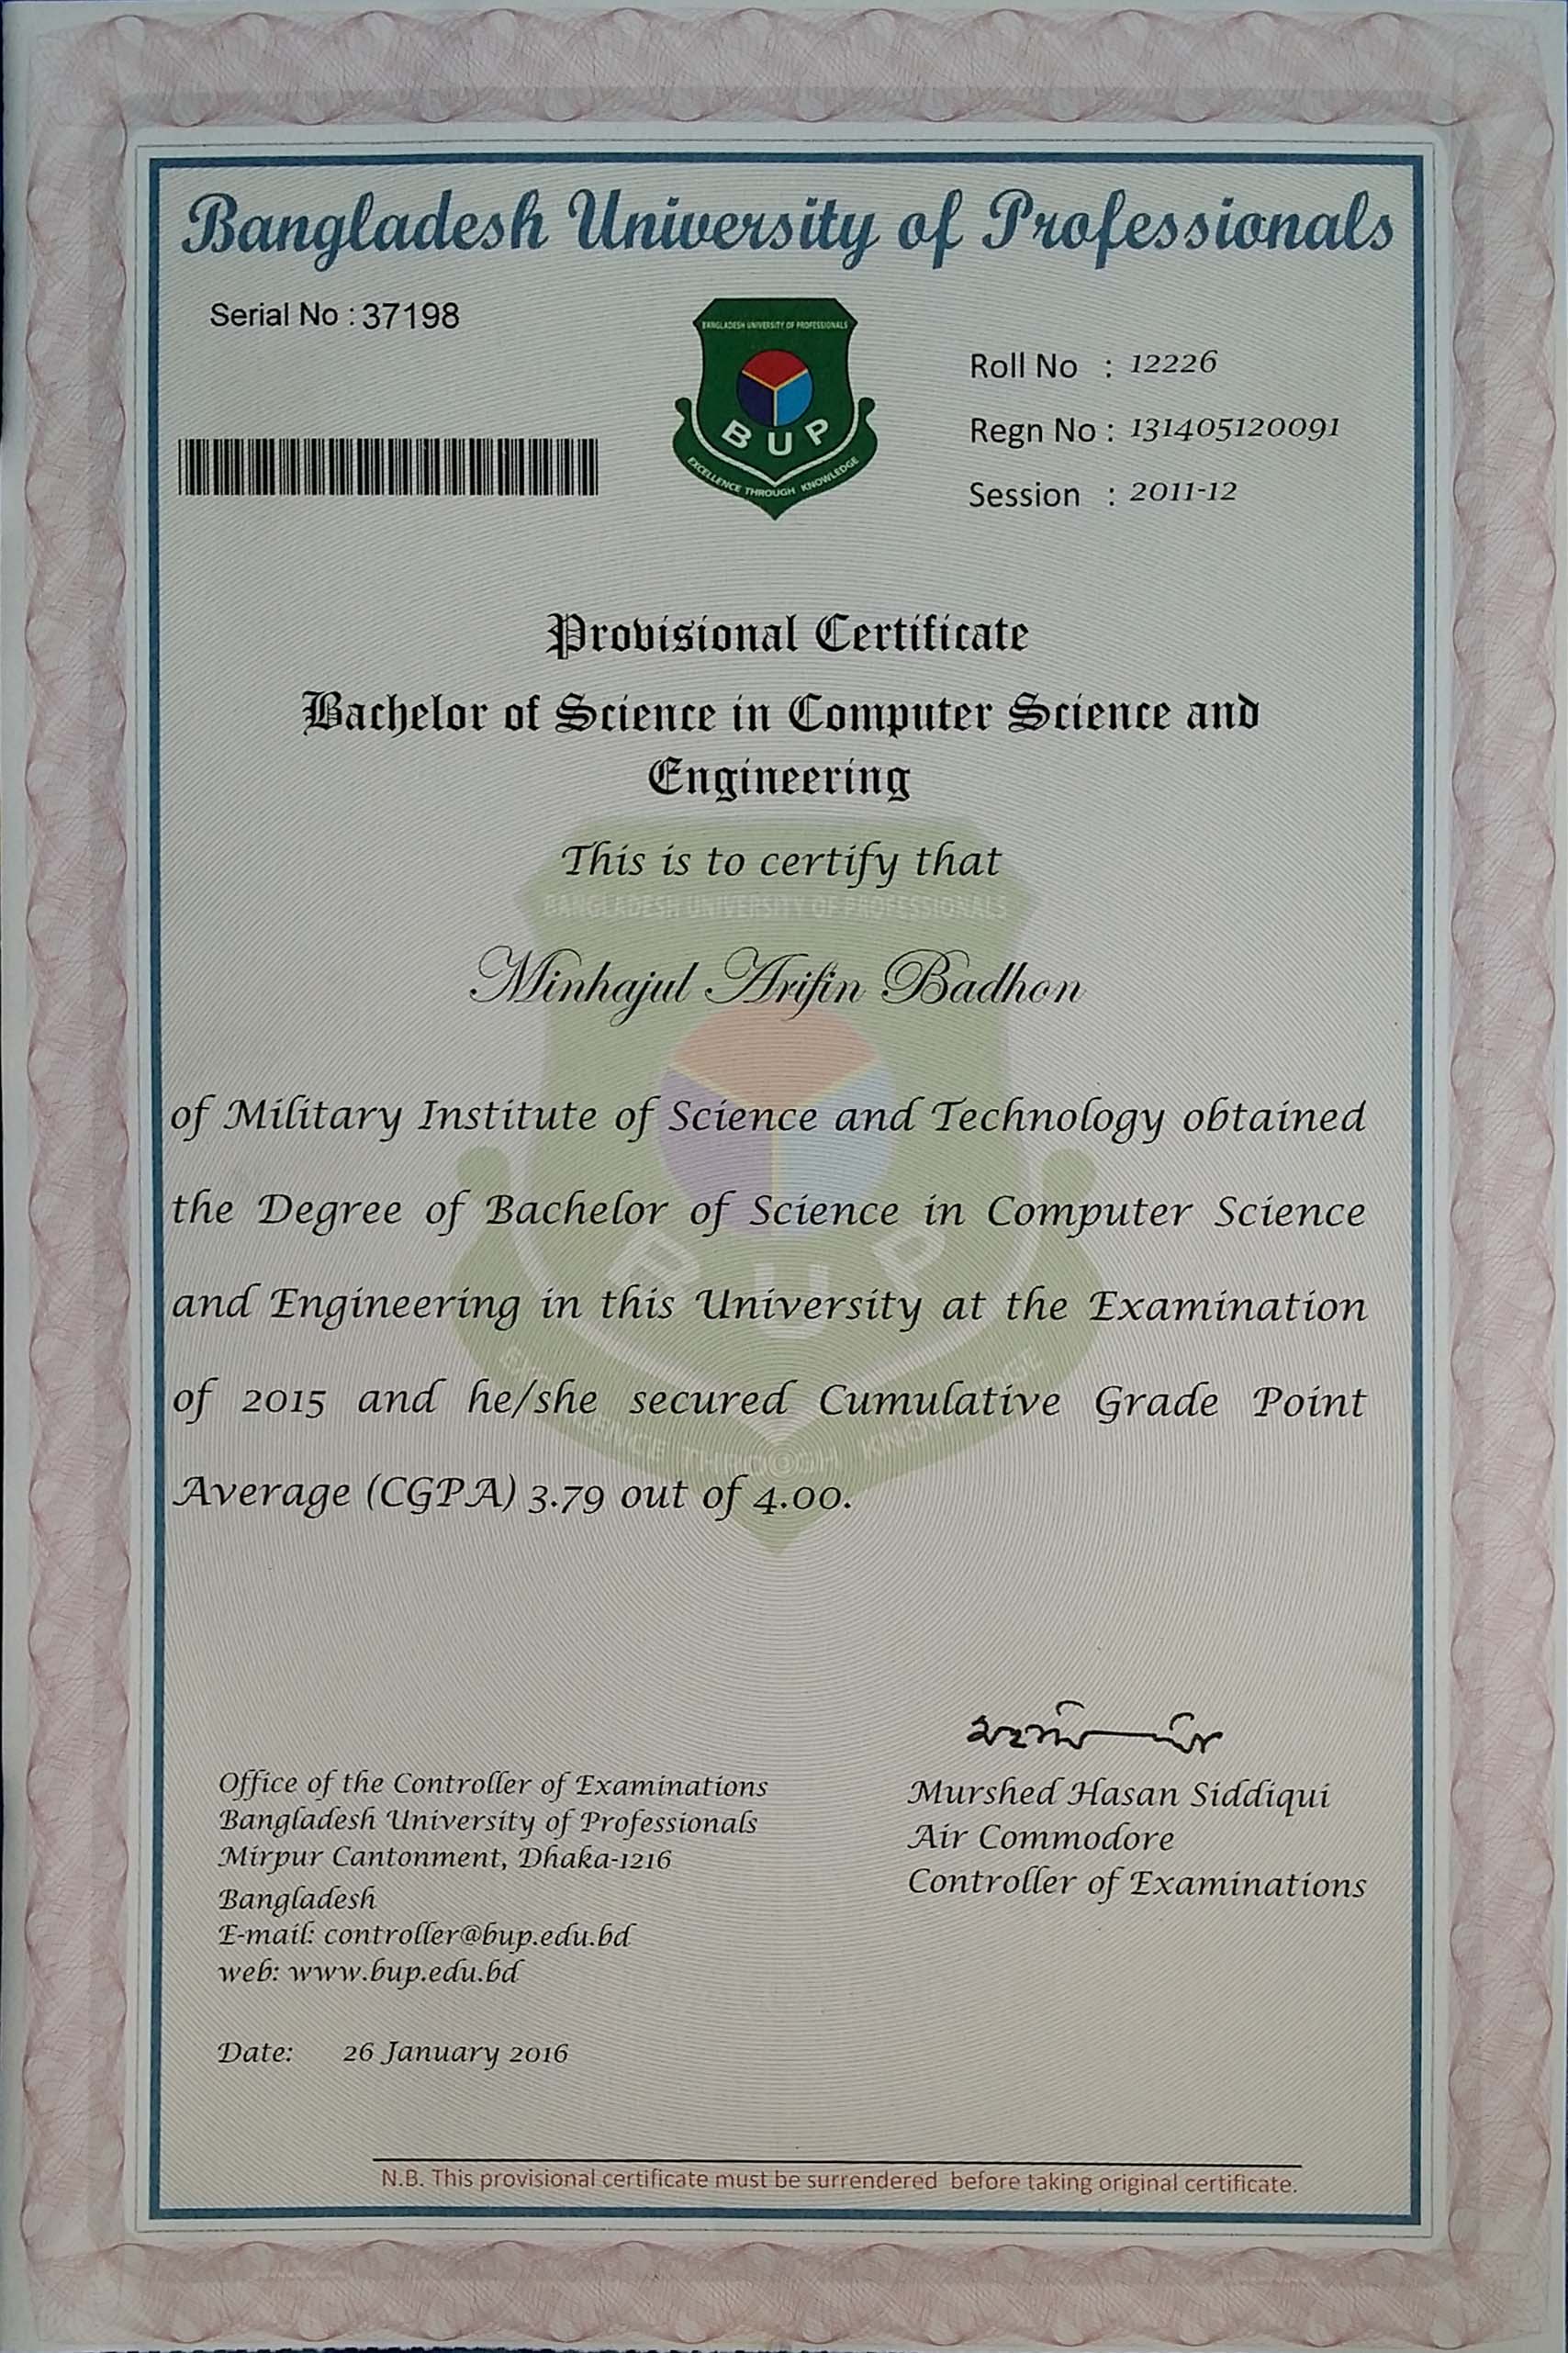 Bangladesh University of Professionals
Serial No : 37198
BANGLADESH UNIVERSITY OF PROFESSIONALS
BUP
EXCELLENCE THROUGH KNOWLEDGE
Roll No : 12226
Regn No : 131405120091
Session : 2011-12
Provisional Certificate
Bachelor of Science in Computer Science and
Engineering
This is to certify that
BANGLADESH UNIVERSITY OF PROFESSIONALS
Minhajul Arifin Badhon
of Military Institute of Science and Technology obtained
the Degree of Bachelor of Science in Computer Science
BUP
and Engineering in this University at the Examination
of 2015 and he/she secured Cumulative Grade Point
EXCELLENCE THROUGH KNOWLEDGE
Average (CGPA) 3.79 out of 4.00.
Office of the Controller of Examinations
Bangladesh University of Professionals
Mirpur Cantonment, Dhaka-1216
Bangladesh
E-mail: controller@bup.edu.bd
web: www.bup.edu.bd
Murshed Hasan Siddiqui
Air Commodore
Controller of Examinations
Date: 26 January 2016
N.B. This provisional certificate must be surrendered before taking original certificate.